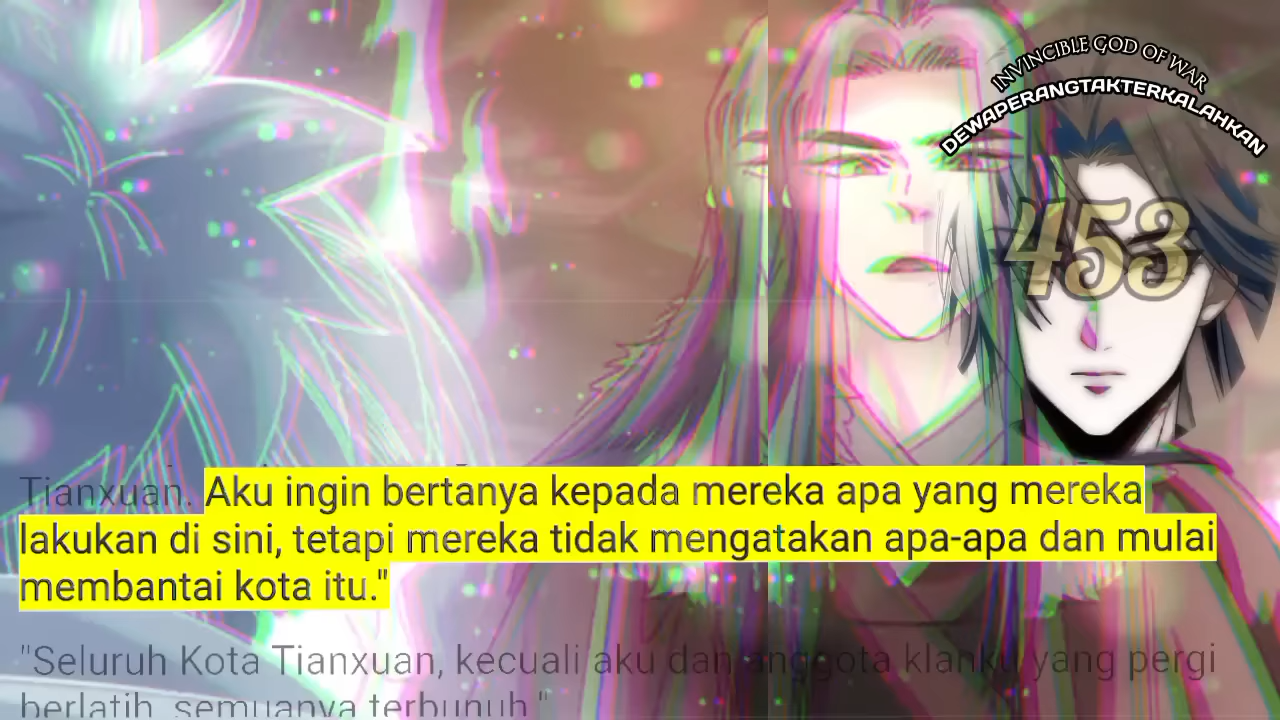 INVINCIBLE GOD OF WAR
DEWAPERANGTAKTERKALAHKAN
453
Tianxuan. Aku ingin bertanya kepada mereka apa yang mereka
lakukan di sini, tetapi mereka tidak mengatakan apa-apa dan mulai
membantai kota itu."
"Seluruh Kota Tianxuan, kecuali aku dan anggota klanku yang pergi
berlatih, semuanya terbunuh."